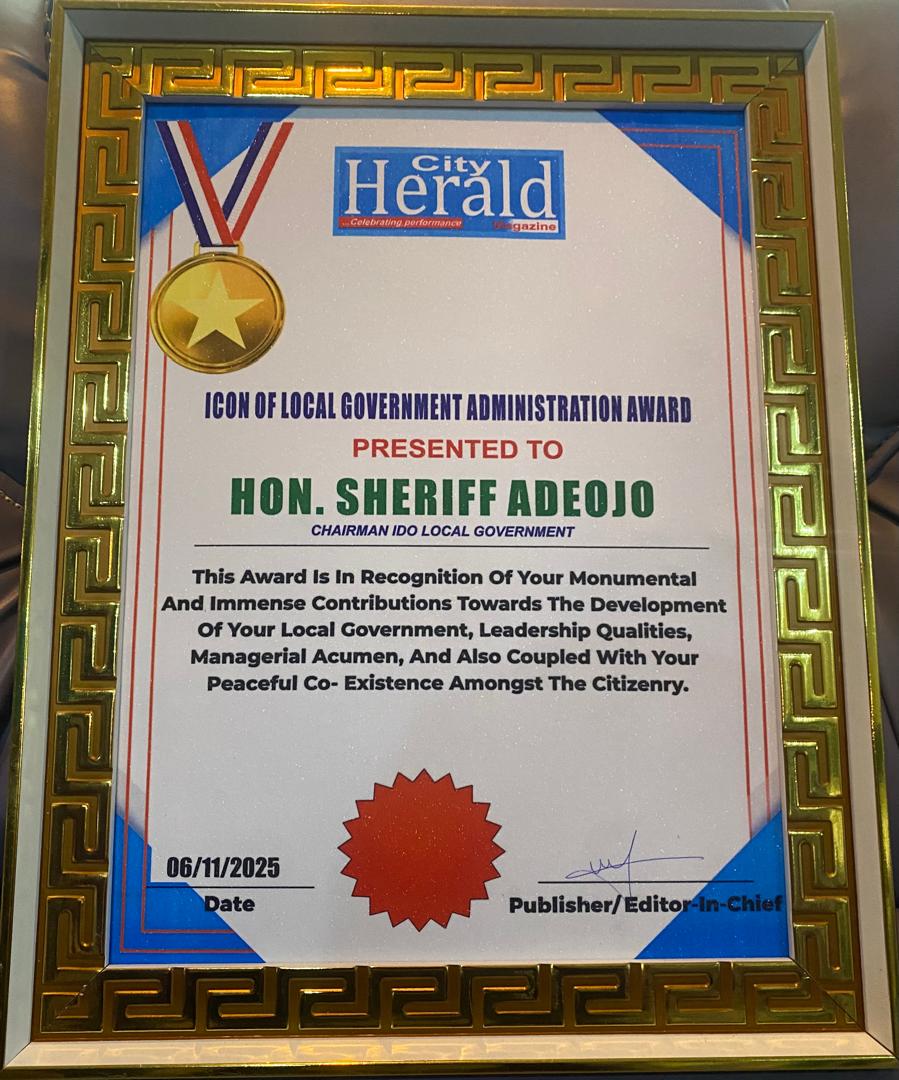 City
Herald
...Celebrating performance
Magazine
ICON OF LOCAL GOVERNMENT ADMINISTRATION AWARD
PRESENTED TO
HON. SHERIFF ADEOJO
CHAIRMAN IDO LOCAL GOVERNMENT
This Award Is In Recognition Of Your Monumental
And Immense Contributions Towards The Development
Of Your Local Government, Leadership Qualities,
Managerial Acumen, And Also Coupled With Your
Peaceful Co- Existence Amongst The Citizenry.
06/11/2025
Date
Publisher/Editor-In-Chief